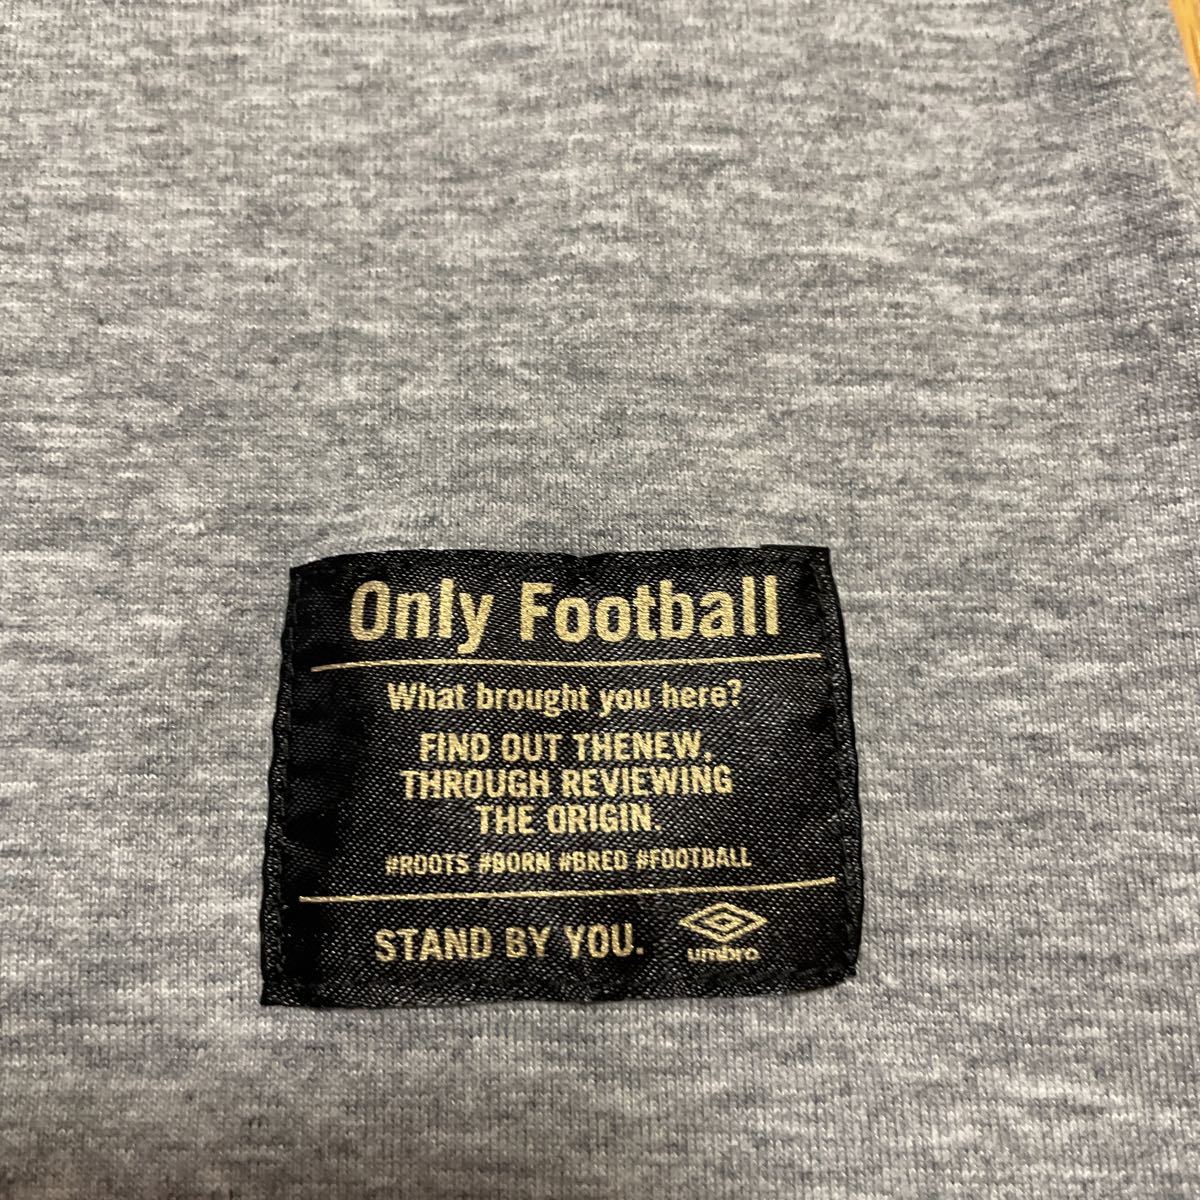 Only Football
What brought you here?
FIND OUT THENEW,
THROUGH REVIEWING
THE ORIGIN.
#ROOTS #BORN #BRED #FOOTBALL
STAND BY YOU.
umbro